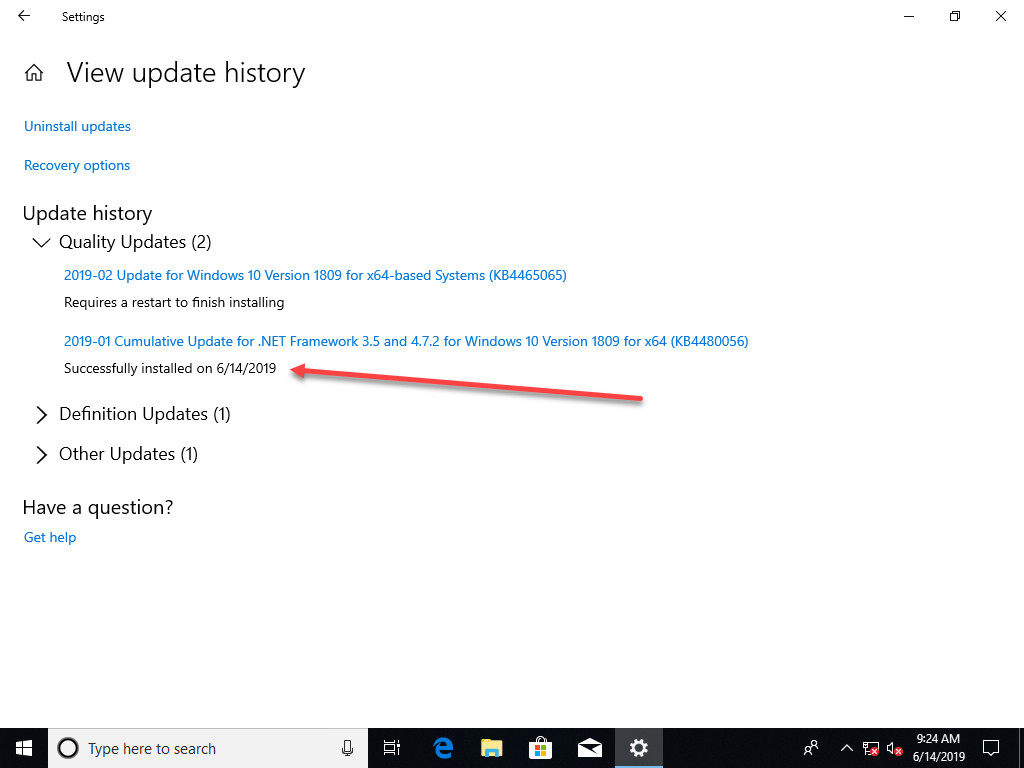 Settings
View update history
Uninstall updates
Recovery options
Update history
Quality Updates (2)
2019-02 Update for Windows 10 Version 1809 for x64-based Systems (KB4465065)
Requires a restart to finish installing
2019-01 Cumulative Update for .NET Framework 3.5 and 4.7.2 for Windows 10 Version 1809 for x64 (KB4480056)
Successfully installed on 6/14/2019
Definition Updates (1)
Other Updates (1)
Have a question?
Get help
Type here to search
9:24 AM
6/14/2019